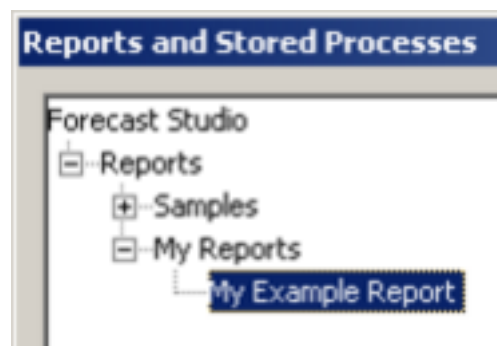 Reports and Stored Processes
Forecast Studio
Reports
Samples
My Reports
My Example Report